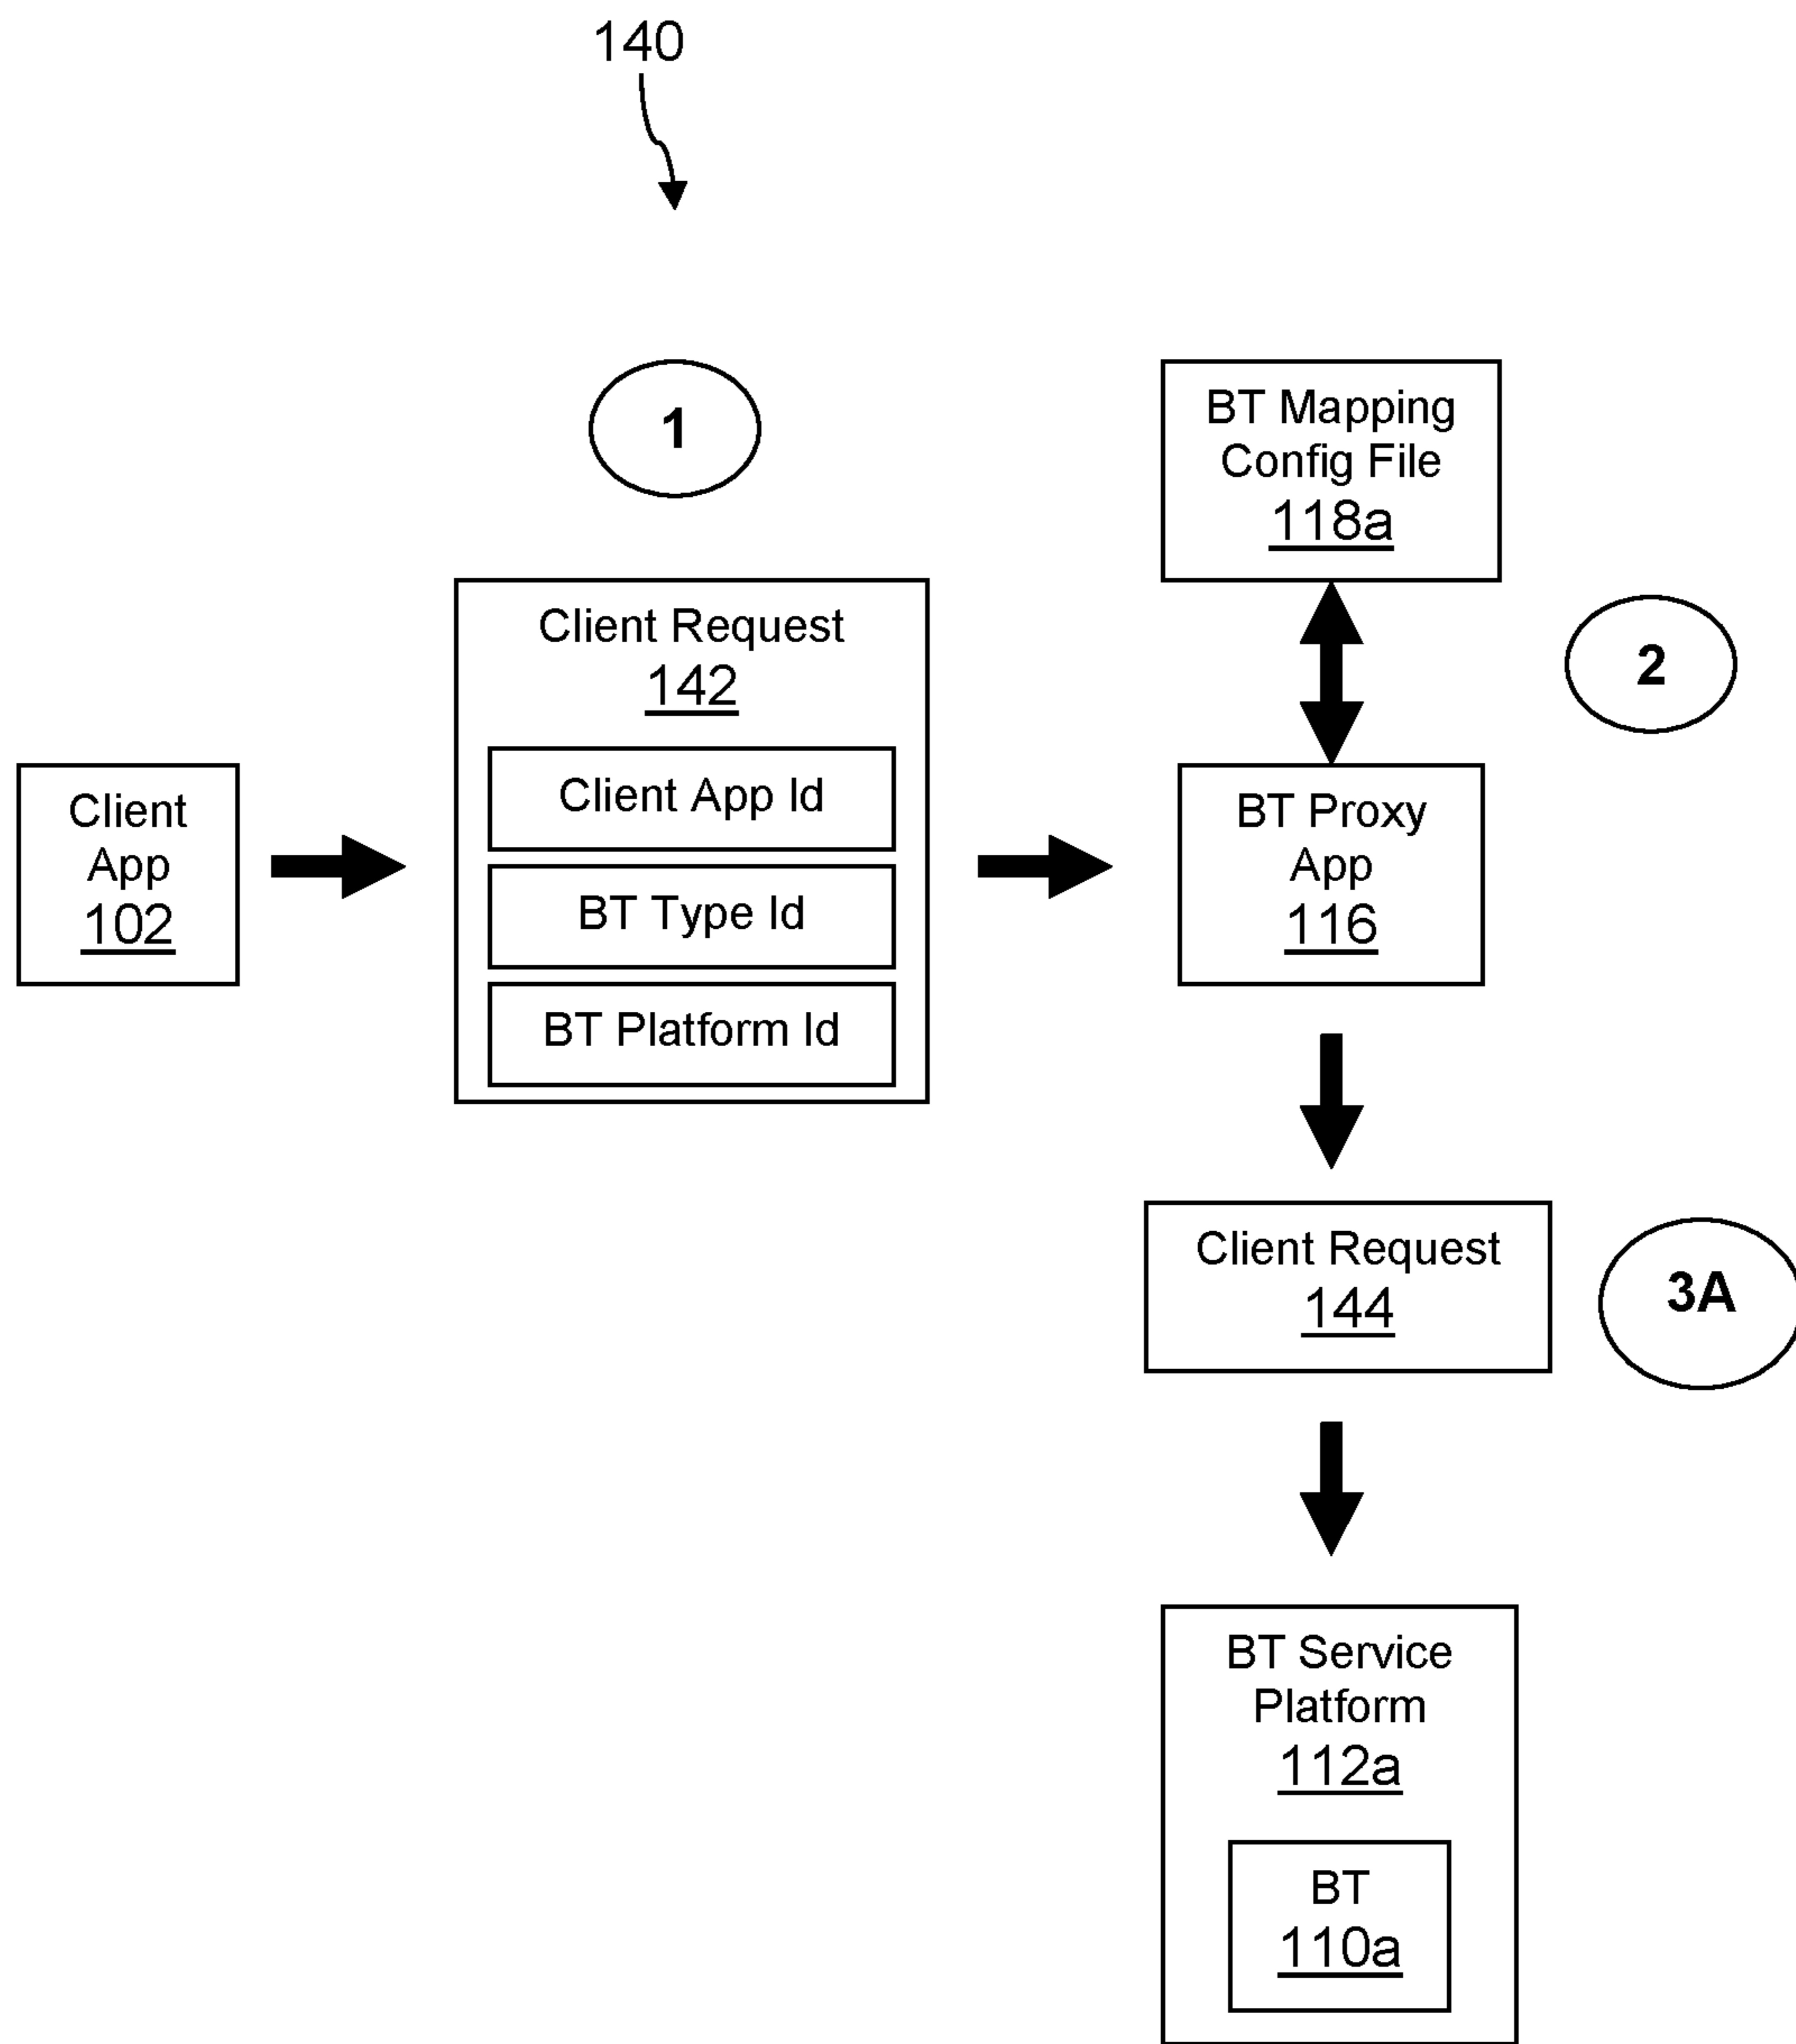 140
1
BT Mapping
Config File
118a
Client Request
142
2
Client App Id
Client
App
102
BT Proxy
App
116
BT Type Id
BT Platform Id
Client Request
144
3A
BT Service
Platform
112a
BT
110a